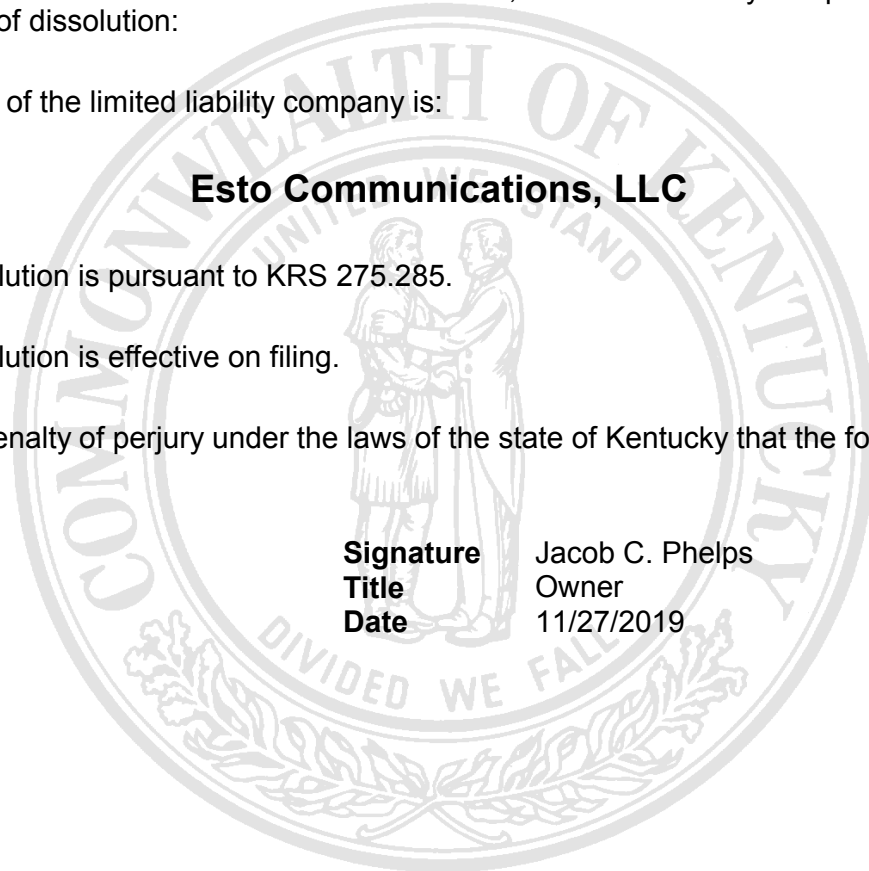 of dissolution:
of the limited liability company is:
Esto Communications, LLC
lution is pursuant to KRS 275.285.
lution is effective on filing.
enalty of perjury under the laws of the state of Kentucky that the fo
Signature Jacob C. Phelps
Title Owner
Date 11/27/2019
COMMONWEALTH OF KENTUCKY
UNITED WE STAND
DIVIDED WE FALL